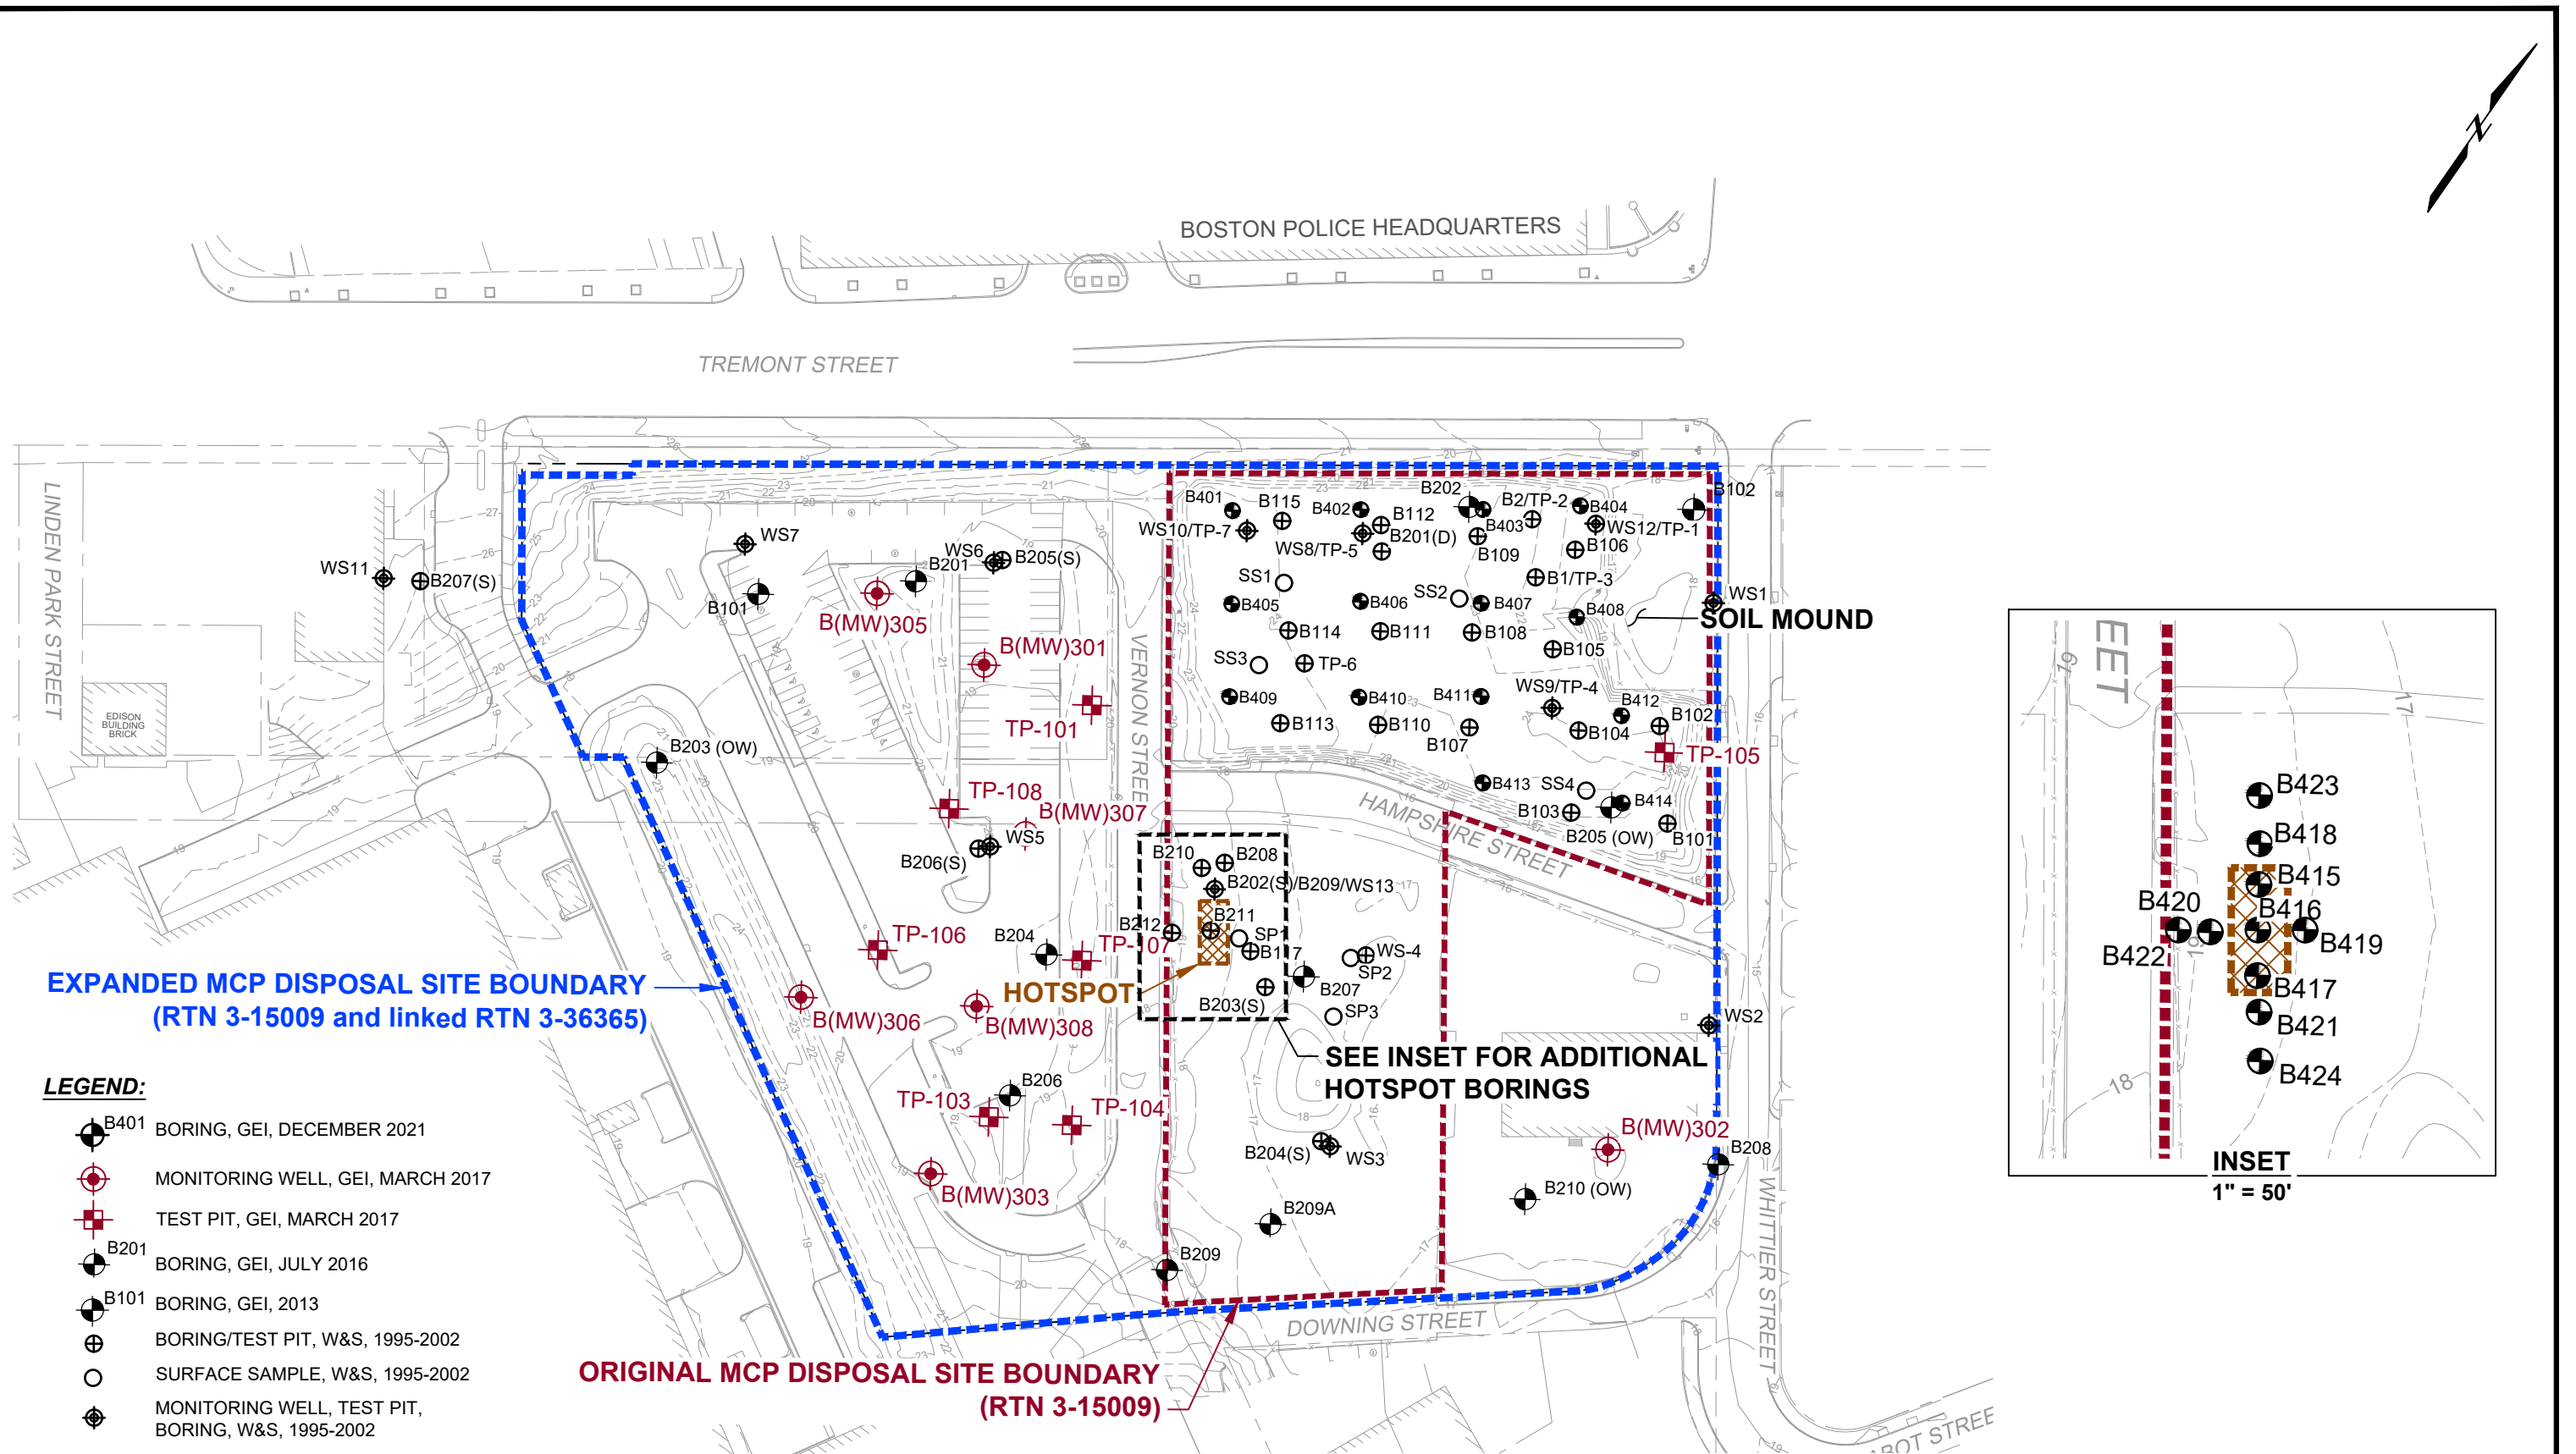 N
BOSTON POLICE HEADQUARTERS
TREMONT STREET
LINDEN PARK STREET
EDISON
BUILDING
BRICK
VERNON STREET
HAMPSHIRE STREET
WHITTIER STREET
DOWNING STREET
WS11
B207(S)
WS7
B101
B(MW)305
B201
WS6
B205(S)
B(MW)301
TP-101
B203 (OW)
TP-108
B(MW)307
WS5
B206(S)
TP-106
B204
TP-107
B(MW)306
B(MW)308
B206
TP-103
TP-104
B(MW)303
B401
B115
WS10/TP-7
B402
B112
B201(D)
WS8/TP-5
B202
B403
B109
B2/TP-2
B404
WS12/TP-1
B106
B102
B1/TP-3
WS1
SS1
SS2
B405
B406
B407
B408
SOIL MOUND
B114
B111
B108
B105
SS3
TP-6
WS9/TP-4
B409
B410
B411
B412
B102
B113
B110
B107
B104
TP-105
B413
SS4
B414
B103
B205 (OW)
B101
B210
B208
B202(S)/B209/WS13
B211
B212
SP1
B117
HOTSPOT
B203(S)
B207
WS-4
SP2
SP3
WS2
SEE INSET FOR ADDITIONAL
HOTSPOT BORINGS
B204(S)
WS3
B(MW)302
B208
B210 (OW)
B209A
B209
EXPANDED MCP DISPOSAL SITE BOUNDARY
(RTN 3-15009 and linked RTN 3-36365)
ORIGINAL MCP DISPOSAL SITE BOUNDARY
(RTN 3-15009)
LEGEND:
B401 BORING, GEI, DECEMBER 2021
MONITORING WELL, GEI, MARCH 2017
TEST PIT, GEI, MARCH 2017
B201 BORING, GEI, JULY 2016
B101 BORING, GEI, 2013
BORING/TEST PIT, W&S, 1995-2002
SURFACE SAMPLE, W&S, 1995-2002
MONITORING WELL, TEST PIT,
BORING, W&S, 1995-2002
EET
19
17
B423
B418
B415
B420
B416
B422
B419
19
B417
B421
18
B424
INSET
1" = 50'
ABOT STREE